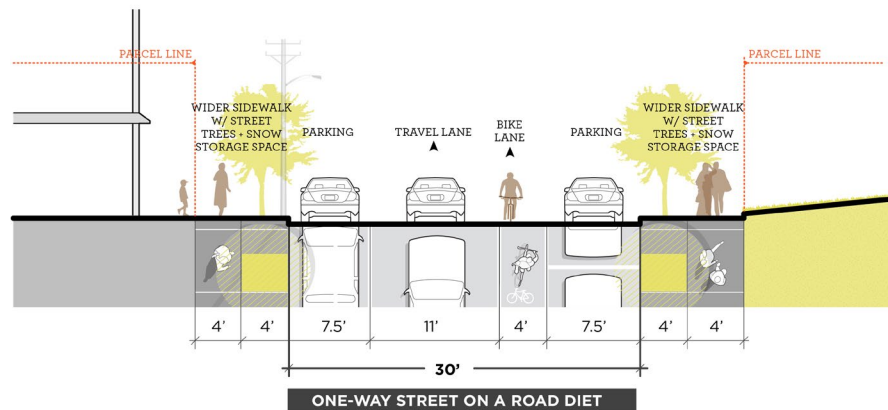 PARCEL LINE
PARCEL LINE
WIDER SIDEWALK
W/ STREET
TREES + SNOW
STORAGE SPACE
PARKING
TRAVEL LANE
BIKE
LANE
PARKING
WIDER SIDEWALK
W/ STREET
TREES + SNOW
STORAGE SPACE
4' 4' 7.5' 11' 4' 7.5' 4' 4'
30'
ONE-WAY STREET ON A ROAD DIET